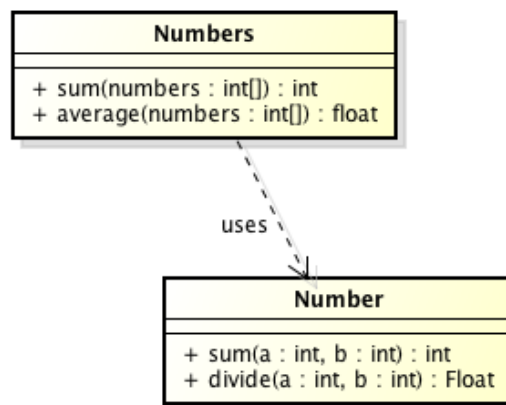 Numbers
+ sum(numbers : int[]) : int
+ average(numbers : int[]) : float
uses
Number
+ sum(a : int, b : int) : int
+ divide(a : int, b : int) : Float